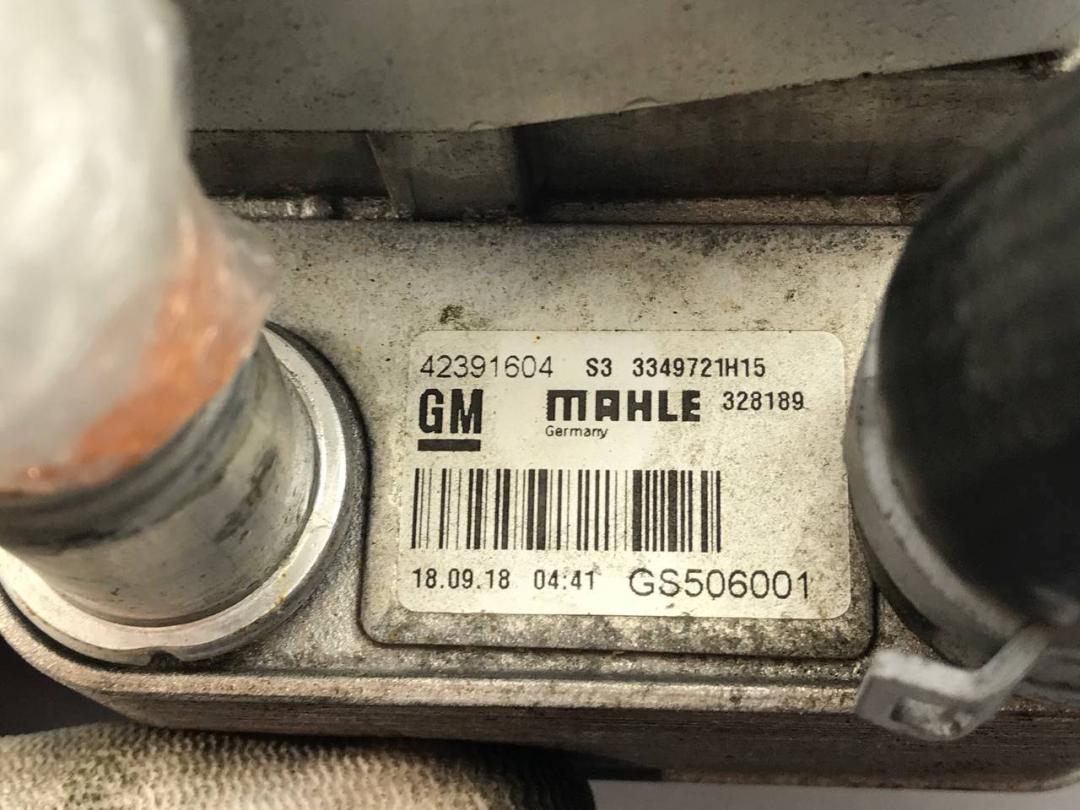 42391604 S3 3349721H15
GM MAHLE 328189
Germany
18.09.18 04:41 GS506001